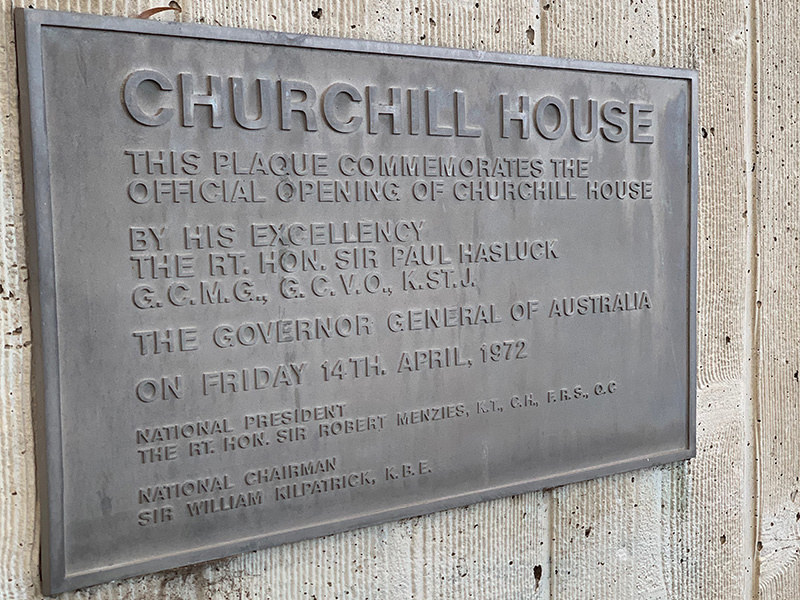 CHURCHILL HOUSE
THIS PLAQUE COMMEMORATES THE
OFFICIAL OPENING OF CHURCHILL HOUSE
BY HIS EXCELLENCY
THE RT. HON. SIR PAUL HASLUCK
G.C.M.G., G.C.V.O., K.ST.J.
THE GOVERNOR GENERAL OF AUSTRALIA
ON FRIDAY 14TH. APRIL, 1972
NATIONAL PRESIDENT
THE RT. HON. SIR ROBERT MENZIES, K.T., C.H., F.R.S., Q.C
NATIONAL CHAIRMAN
SIR WILLIAM KILPATRICK, K.B.E.